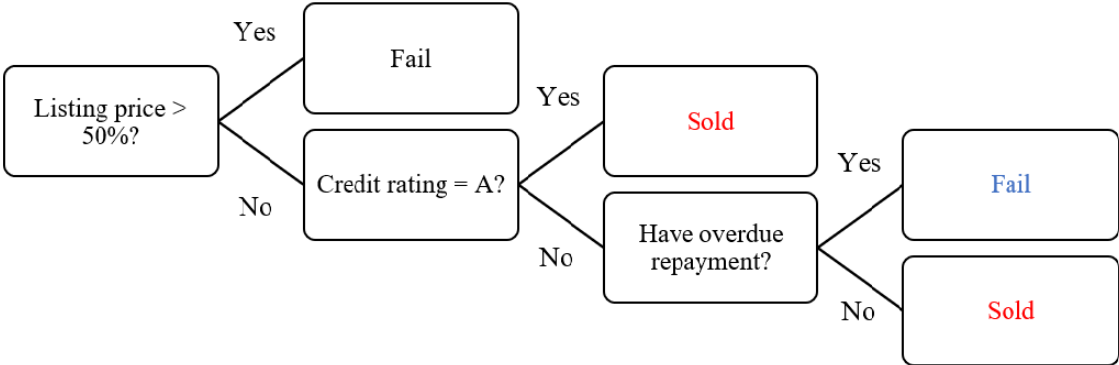 Yes
Fail
Listing price >
50%?
Yes
Sold
No
Credit rating = A?
Yes
Fail
No
Have overdue
repayment?
No
Sold